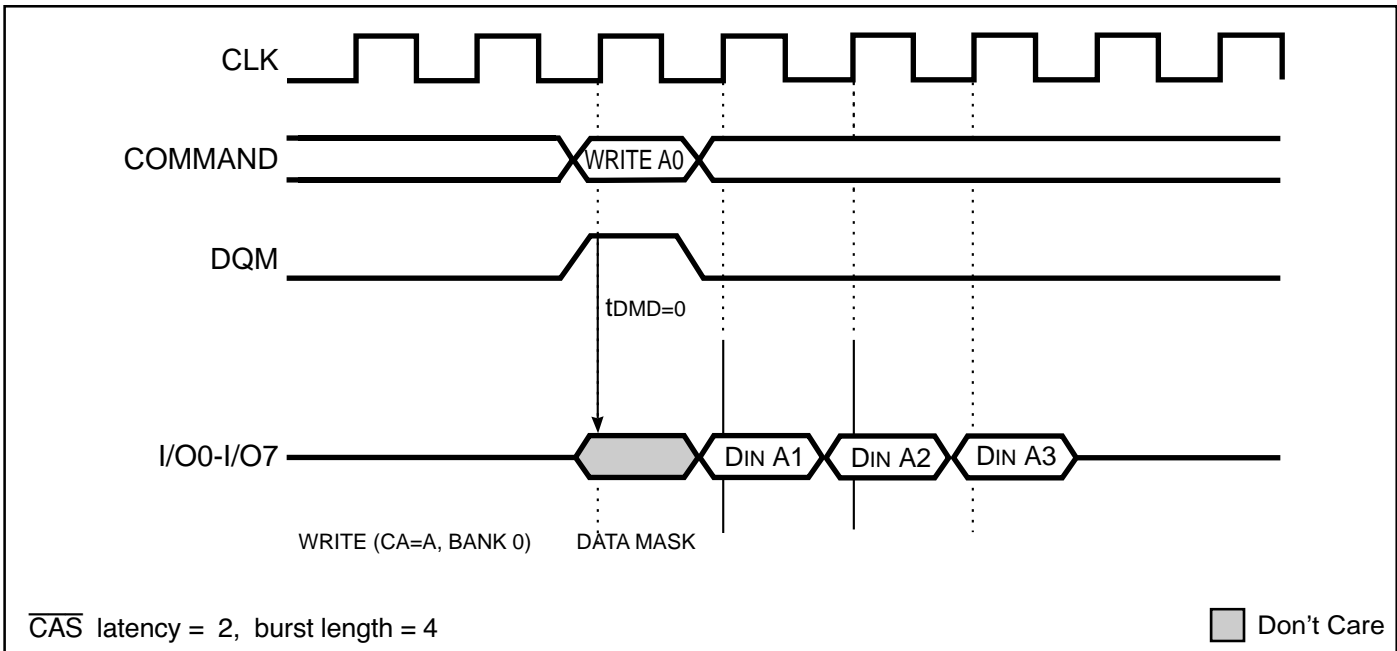 CLK
COMMAND
WRITE A0
DQM
tDMD=0
I/O0-I/O7
DIN A1
DIN A2
DIN A3
WRITE (CA=A, BANK 0)
DATA MASK
CAS latency = 2, burst length = 4
Don't Care